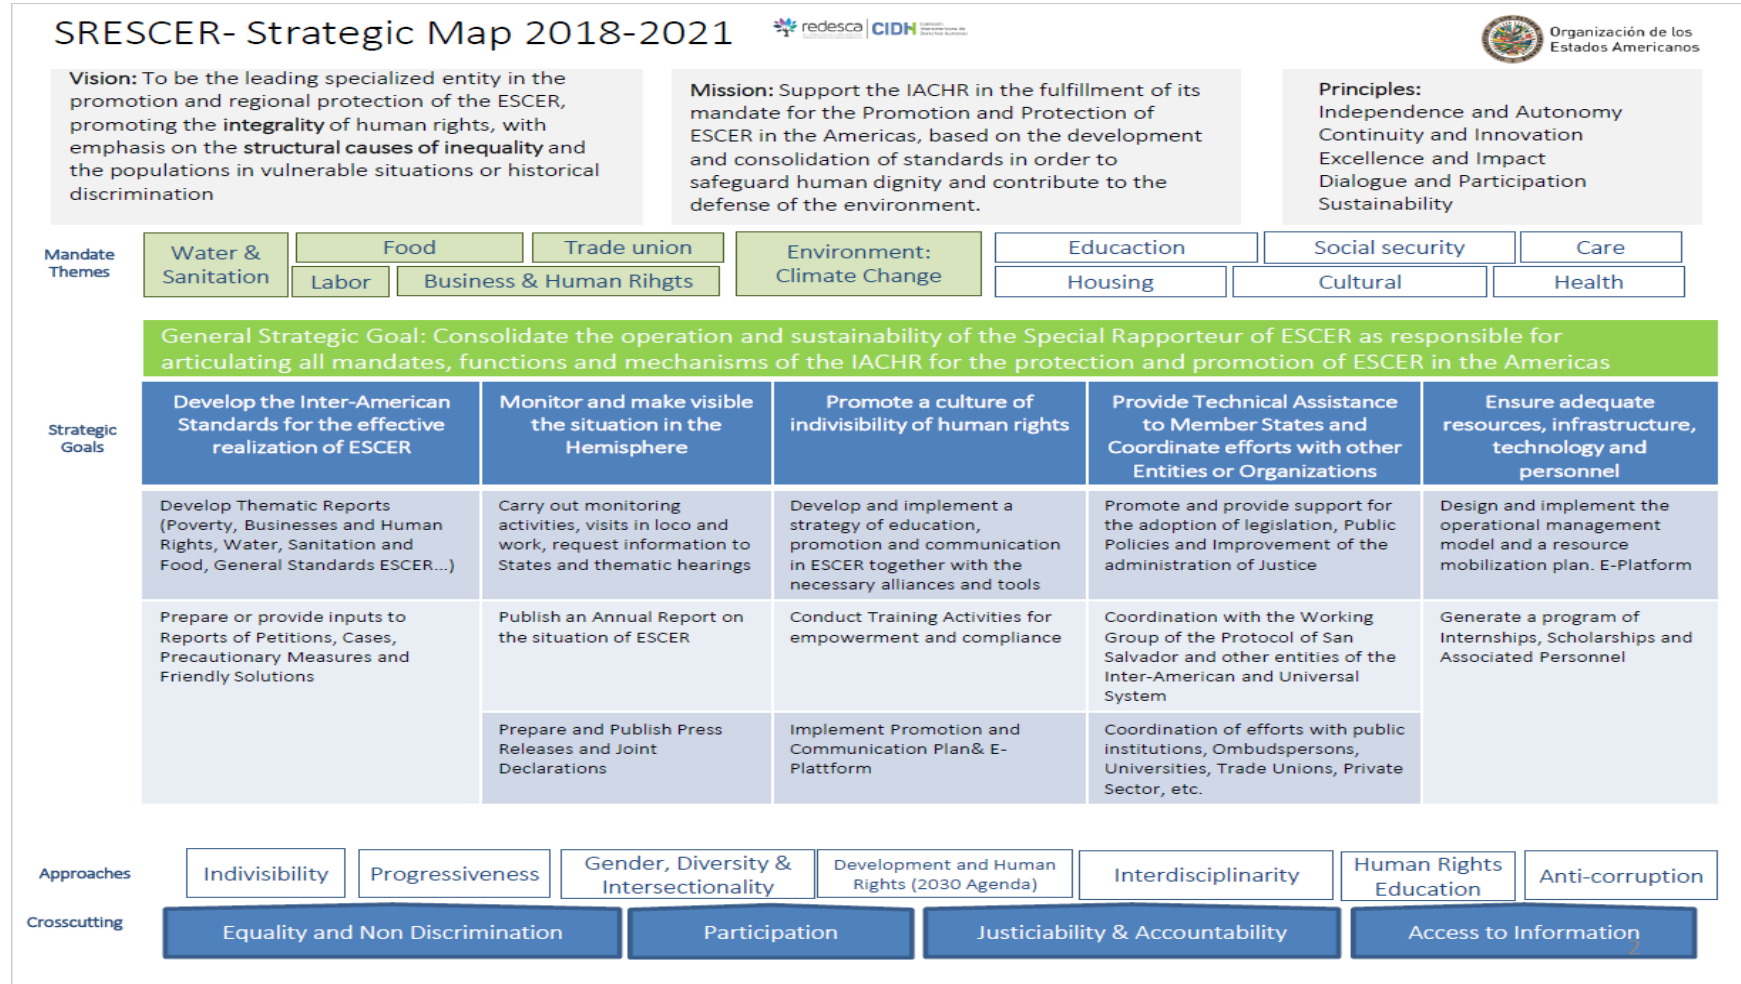 SRESCER- Strategic Map 2018-2021
redesca
CIDH
Organización de los
Estados Americanos
Vision: To be the leading specialized entity in the
promotion and regional protection of the ESCER,
promoting the integrality of human rights, with
emphasis on the structural causes of inequality and
the populations in vulnerable situations or historical
discrimination
Mission: Support the IACHR in the fulfillment of its
mandate for the Promotion and Protection of
ESCER in the Americas, based on the development
and consolidation of standards in order to
safeguard human dignity and contribute to the
defense of the environment.
Principles:
Independence and Autonomy
Continuity and Innovation
Excellence and Impact
Dialogue and Participation
Sustainability
Mandate
Themes
Water &
Sanitation
Food
Trade union
Labor
Business & Human Rihgts
Environment:
Climate Change
Educaction
Social security
Care
Housing
Cultural
Health
General Strategic Goal: Consolidate the operation and sustainability of the Special Rapporteur of ESCER as responsible for
articulating all mandates, functions and mechanisms of the IACHR for the protection and promotion of ESCER in the Americas
Strategic
Goals
Develop the Inter-American
Standards for the effective
realization of ESCER
Monitor and make visible
the situation in the
Hemisphere
Promote a culture of
indivisibility of human rights
Provide Technical Assistance
to Member States and
Coordinate efforts with other
Entities or Organizations
Ensure adequate
resources, infrastructure,
technology and
personnel
Develop Thematic Reports
(Poverty, Businesses and Human
Rights, Water, Sanitation and
Food, General Standards ESCER...)
Carry out monitoring
activities, visits in loco and
work, request information to
States and thematic hearings
Develop and implement a
strategy of education,
promotion and communication
in ESCER together with the
necessary alliances and tools
Promote and provide support for
the adoption of legislation, Public
Policies and Improvement of the
administration of Justice
Design and implement the
operational management
model and a resource
mobilization plan. E-Platform
Prepare or provide inputs to
Reports of Petitions, Cases,
Precautionary Measures and
Friendly Solutions
Publish an Annual Report on
the situation of ESCER
Conduct Training Activities for
empowerment and compliance
Coordination with the Working
Group of the Protocol of San
Salvador and other entities of the
Inter-American and Universal
System
Generate a program of
Internships, Scholarships and
Associated Personnel
Prepare and Publish Press
Releases and Joint
Declarations
Implement Promotion and
Communication Plan& E-
Plattform
Coordination of efforts with public
institutions, Ombudspersons,
Universities, Trade Unions, Private
Sector, etc.
Approaches
Indivisibility
Progressiveness
Gender, Diversity &
Intersectionality
Development and Human
Rights (2030 Agenda)
Interdisciplinarity
Human Rights
Education
Anti-corruption
Crosscutting
Equality and Non Discrimination
Participation
Justiciability & Accountability
Access to Information
2